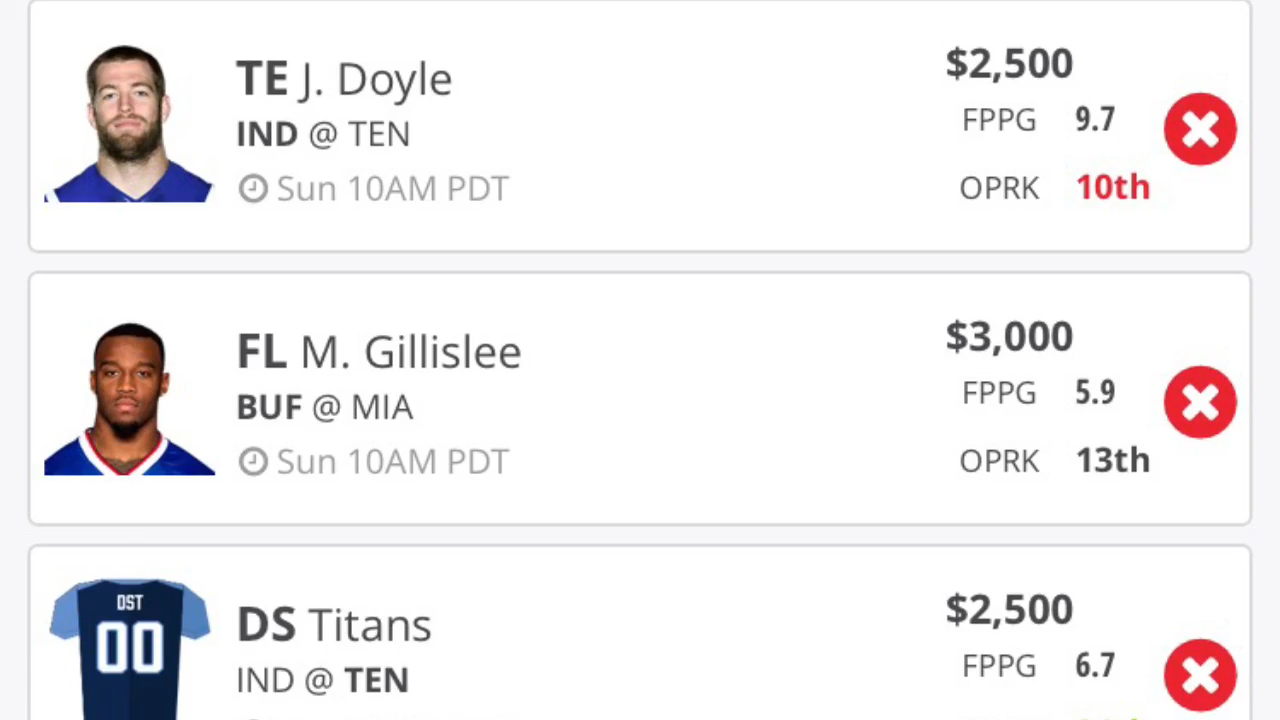 TE J. Doyle
$2,500
IND @ TEN
FPPG 9.7
Sun 10AM PDT
OPRK 10th
FL M. Gillislee
$3,000
BUF @ MIA
FPPG 5.9
Sun 10AM PDT
OPRK 13th
DST
00
DS Titans
$2,500
IND @ TEN
FPPG 6.7